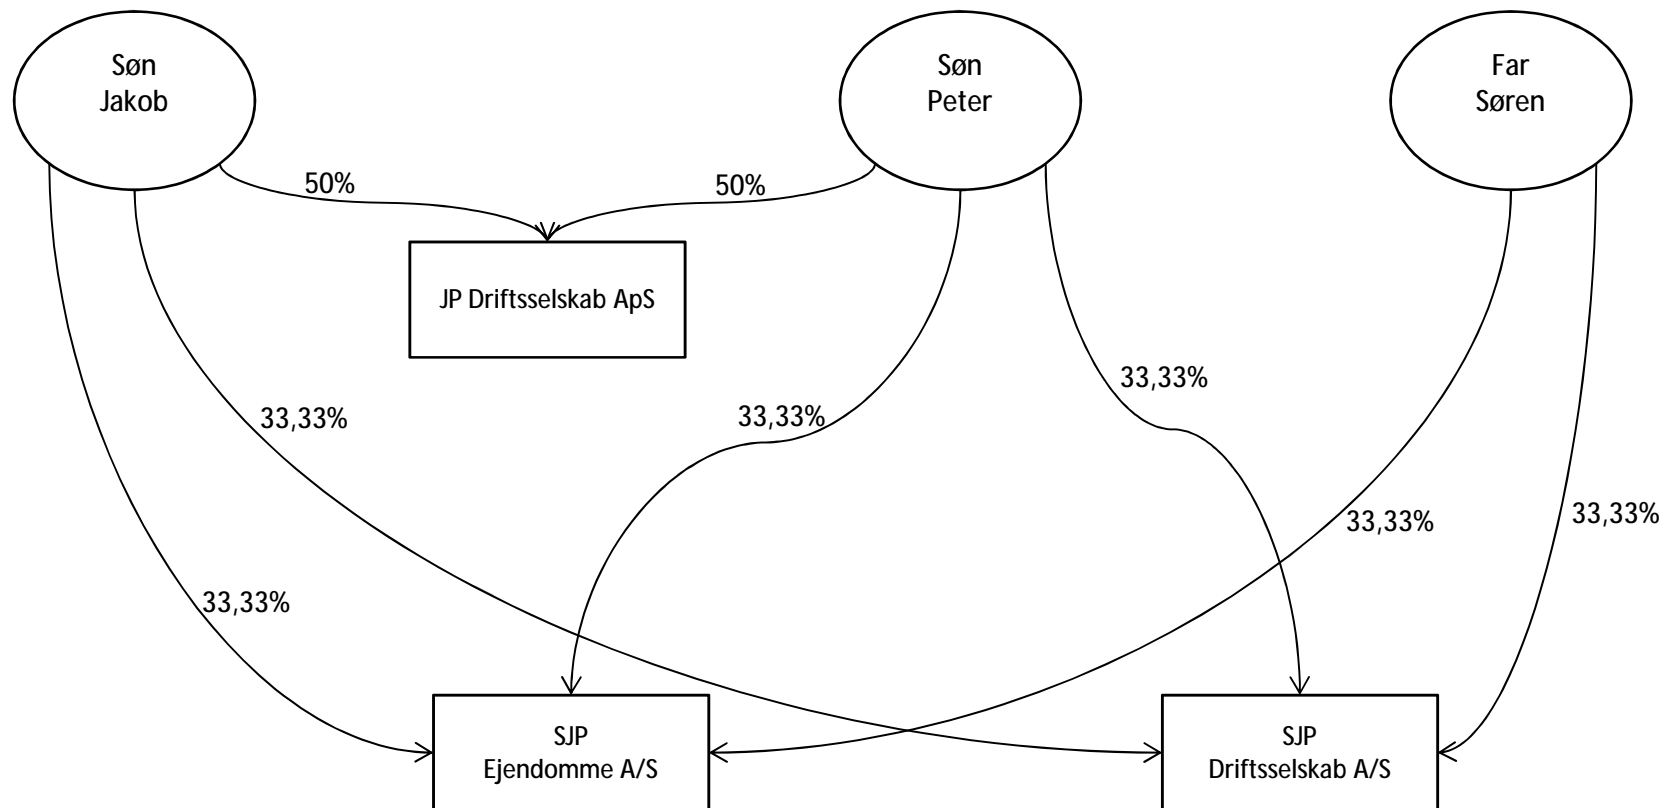 Søn
Jakob
Søn
Peter
Far
Søren
50%
50%
JP Driftsselskab ApS
33,33%
33,33%
33,33%
33,33%
33,33%
33,33%
SJP
Ejendomme A/S
SJP
Driftsselskab A/S